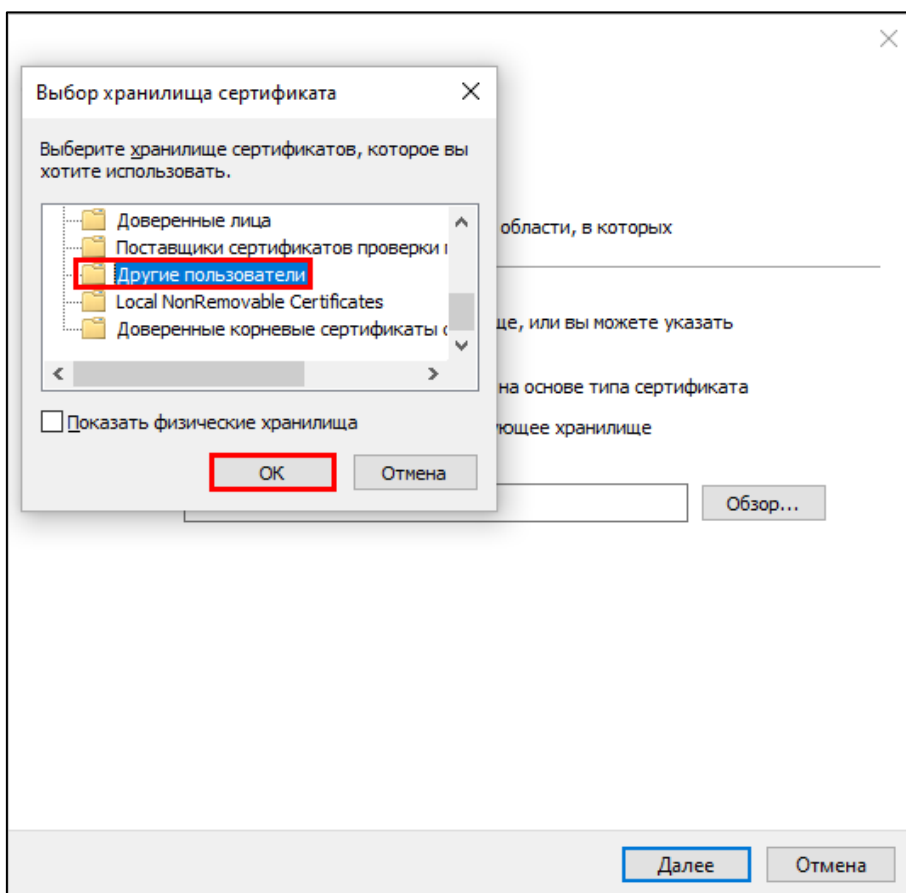 Выбор хранилища сертификата
Выберите хранилище сертификатов, которое вы
хотите использовать.
Доверенные лица
Поставщики сертификатов проверки
Другие пользователи
Local NonRemovable Certificates
Доверенные корневые сертификаты
Показать физические хранилища
OK
Отмена
области, в которых
или вы можете указать
на основе типа сертификата
хранилище
Обзор...
Далее
Отмена